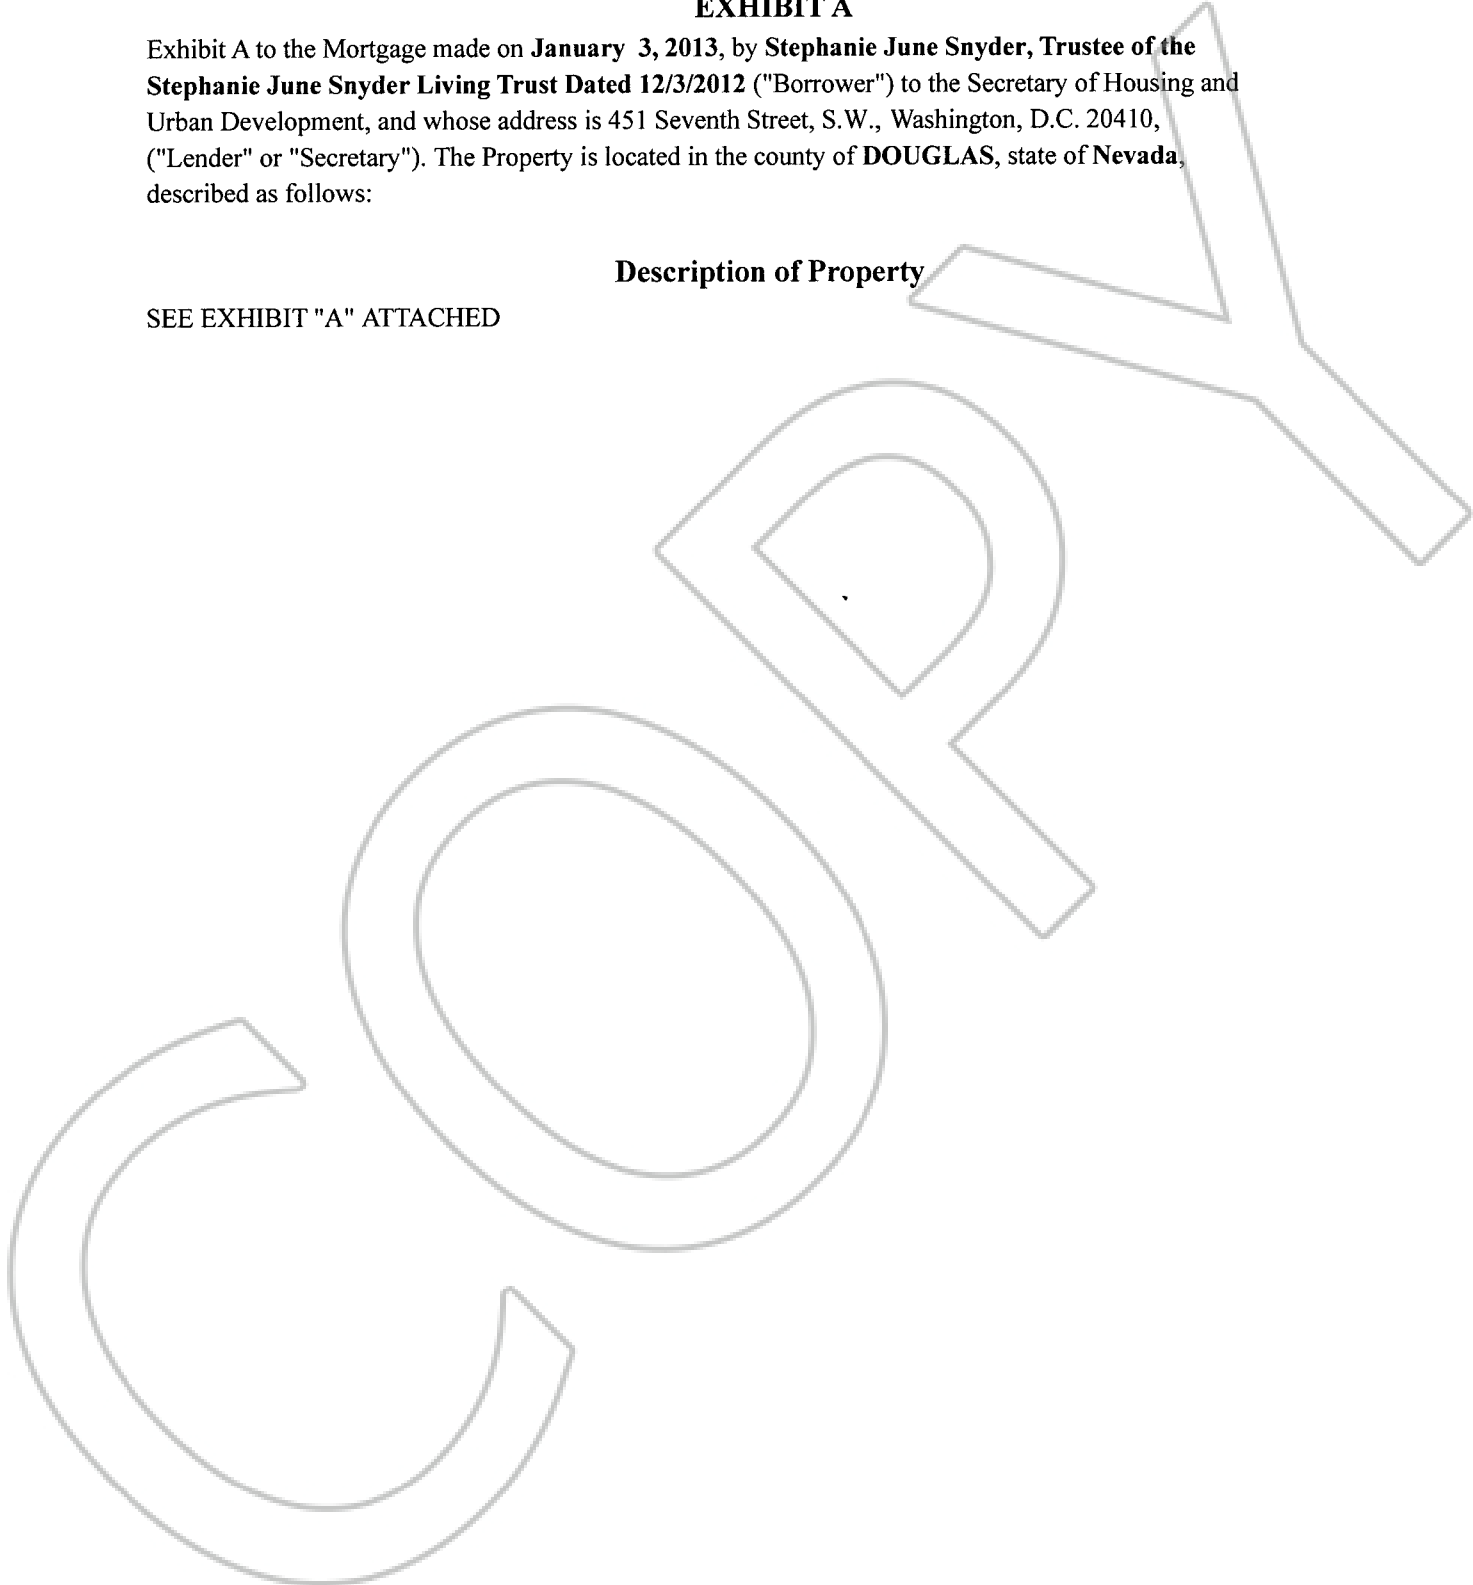 EXHIBIT A
Exhibit A to the Mortgage made on January 3, 2013, by Stephanie June Snyder, Trustee of the
Stephanie June Snyder Living Trust Dated 12/3/2012 ("Borrower") to the Secretary of Housing and
Urban Development, and whose address is 451 Seventh Street, S.W., Washington, D.C. 20410,
("Lender" or "Secretary"). The Property is located in the county of DOUGLAS, state of Nevada,
described as follows:
Description of Property
SEE EXHIBIT "A" ATTACHED
COPY